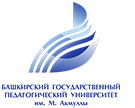 БАШКИРСКИЙ ГОСУДАРСТВЕННЫЙ
ПЕДАГОГИЧЕСКИЙ УНИВЕРСИТЕТ
им. М. Акмуллы